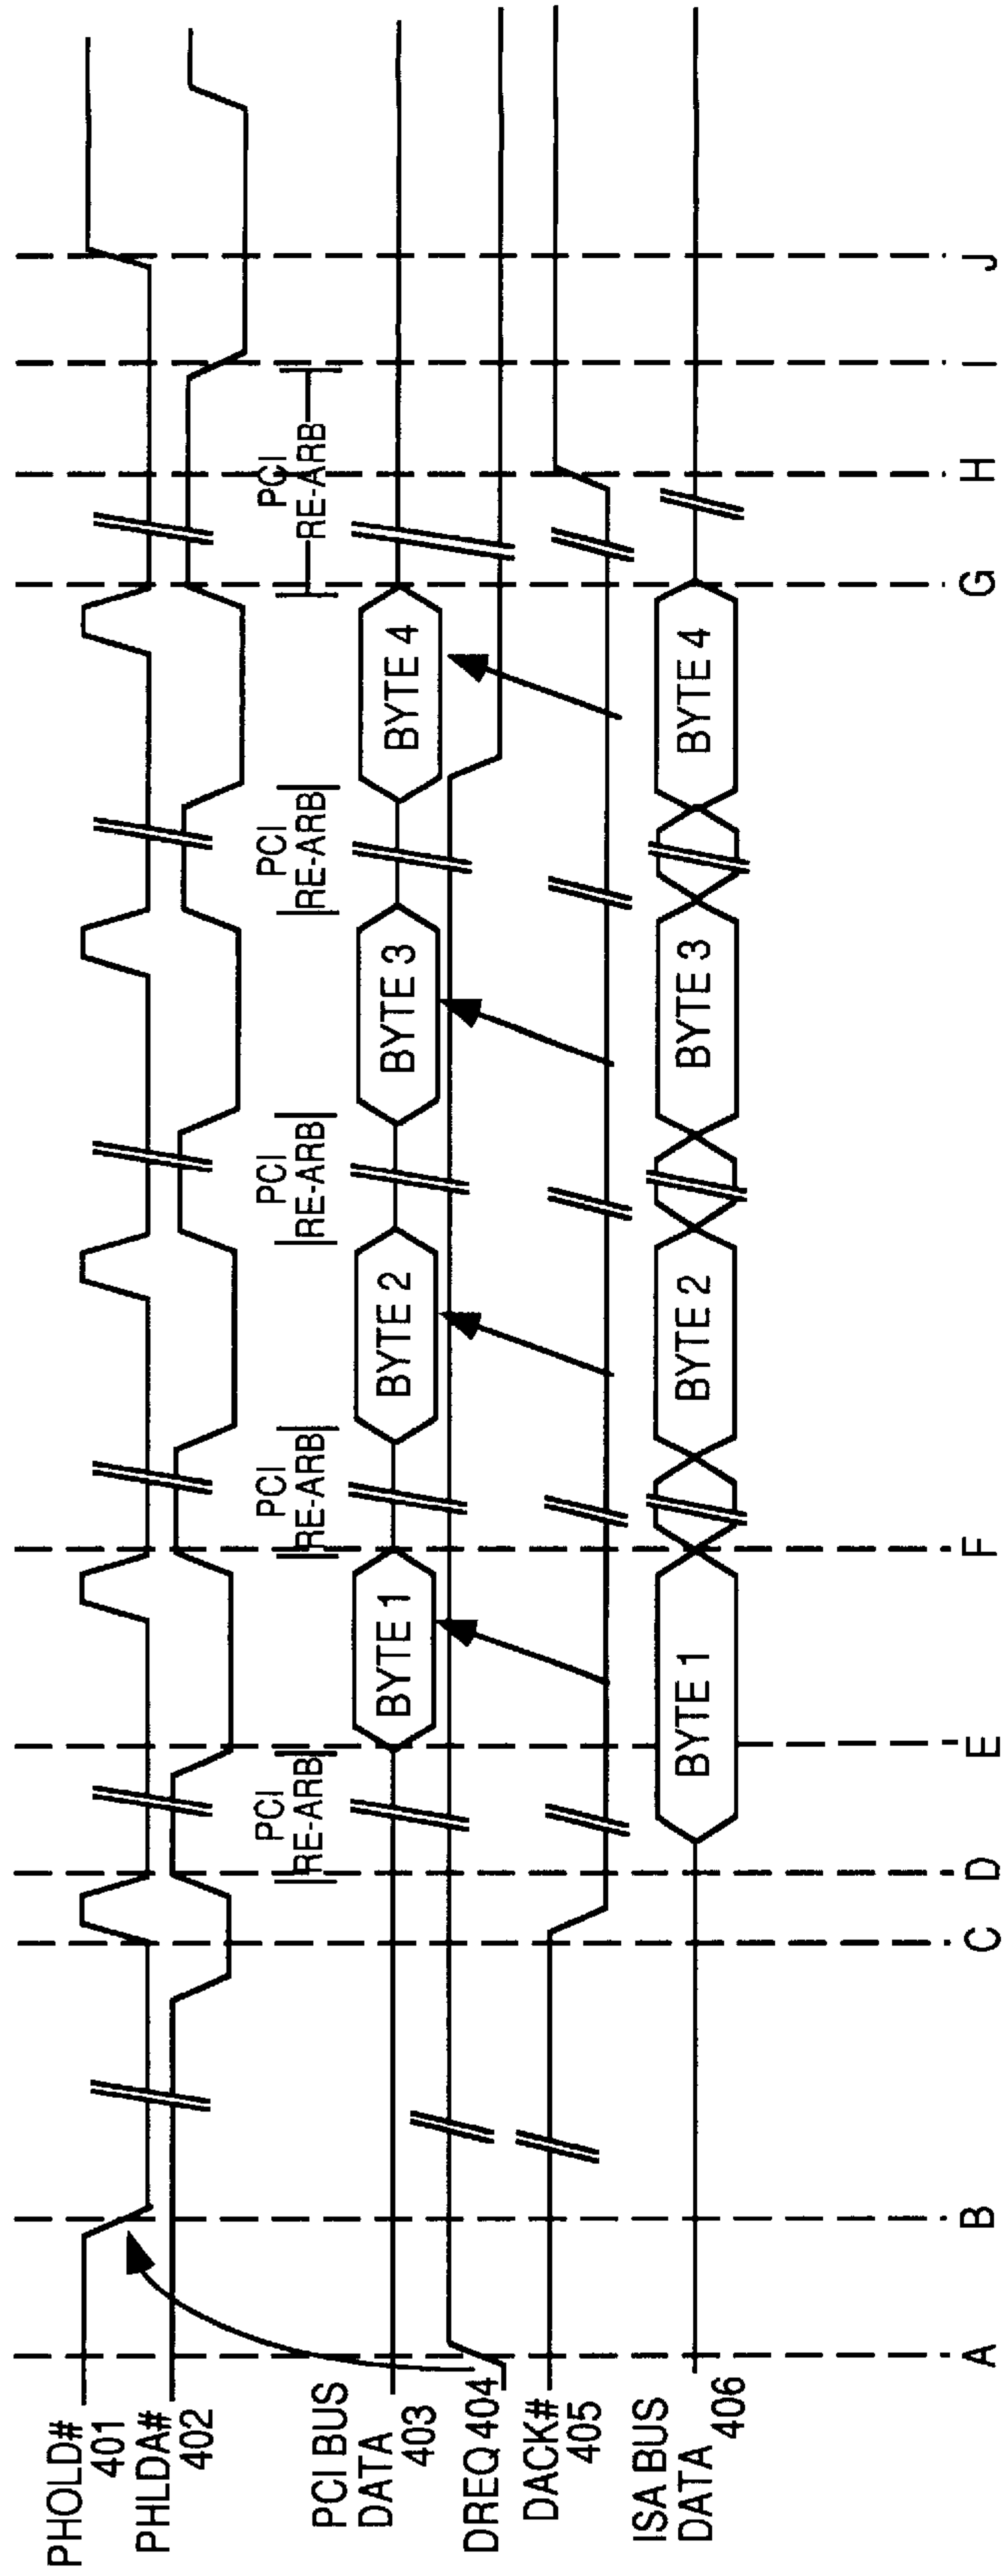 PHOLD#
401
PHLDA#
402
PCI
RE-ARB
PCI
RE-ARB
PCI
RE-ARB
PCI
RE-ARB
PCI
RE-ARB
PCI BUS
DATA
403
BYTE 1
BYTE 2
BYTE 3
BYTE 4
DREQ 404
DACK#
405
ISA BUS
DATA
406
BYTE 1
BYTE 2
BYTE 3
BYTE 4
A
B
C
D
E
F
G
H
I
J